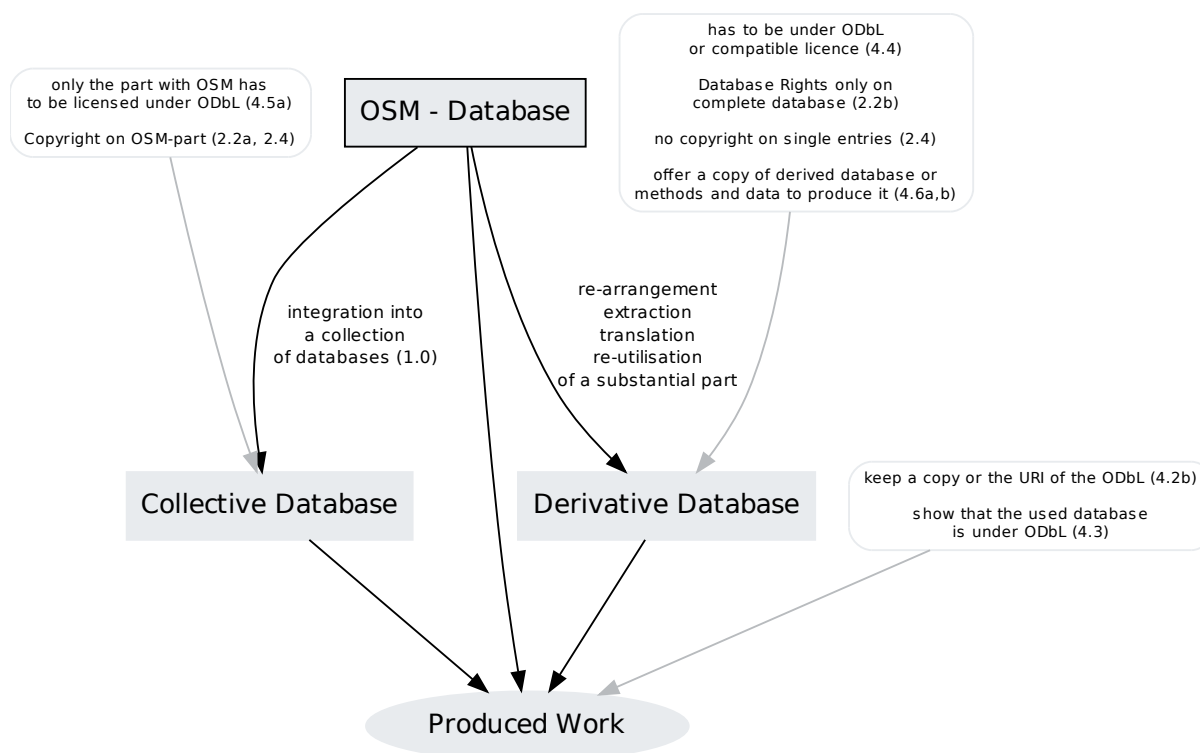 only the part with OSM has
to be licensed under ODbL (4.5a)
Copyright on OSM-part (2.2a, 2.4)
OSM - Database
has to be under ODbL
or compatible licence (4.4)
Database Rights only on
complete database (2.2b)
no copyright on single entries (2.4)
offer a copy of derived database or
methods and data to produce it (4.6a,b)
integration into
a collection
of databases (1.0)
re-arrangement
extraction
translation
re-utilisation
of a substantial part
Collective Database
Derivative Database
keep a copy or the URI of the ODbL (4.2b)
show that the used database
is under ODbL (4.3)
Produced Work